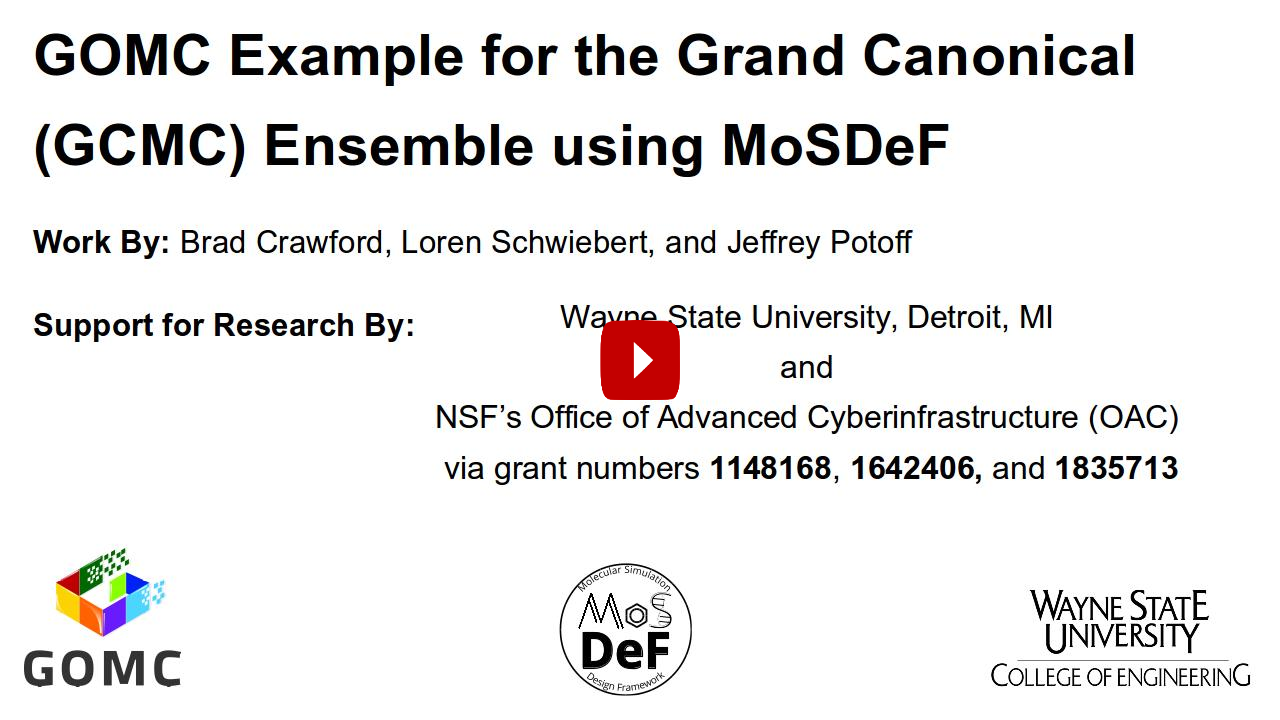 GOMC Example for the Grand Canonical
(GCMC) Ensemble using MoSDeF
Work By: Brad Crawford, Loren Schwiebert, and Jeffrey Potoff
Support for Research By:
Wayne State University, Detroit, MI
and
NSF’s Office of Advanced Cyberinfrastructure (OAC)
via grant numbers 1148168, 1642406, and 1835713
GOMC
Molecular Simulation
MoS
DeF
Design Framework
WAYNE STATE
UNIVERSITY
COLLEGE OF ENGINEERING